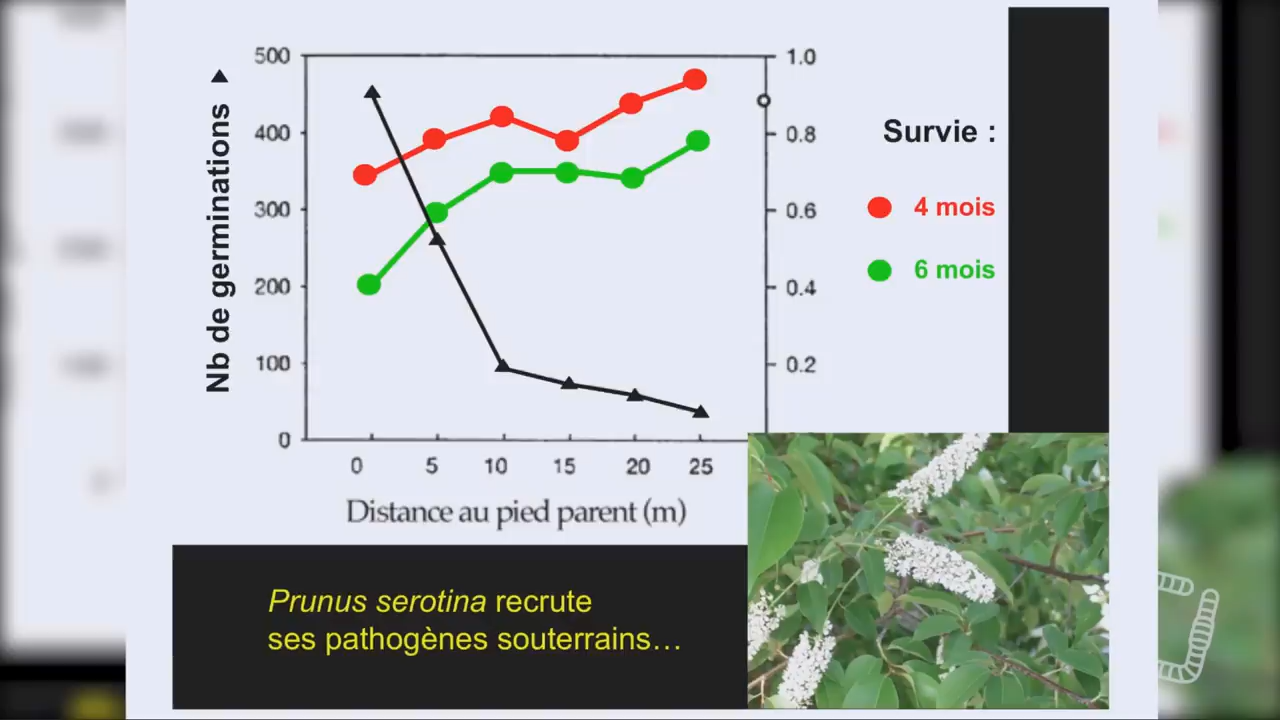 Nb de germinations ▲
500
400
300
200
100
0
1.0
0.8
0.6
0.4
0.2
0 5 10 15 20 25
Distance au pied parent (m)
Survie :
4 mois
6 mois
Prunus serotina recrute
ses pathogènes souterrains…